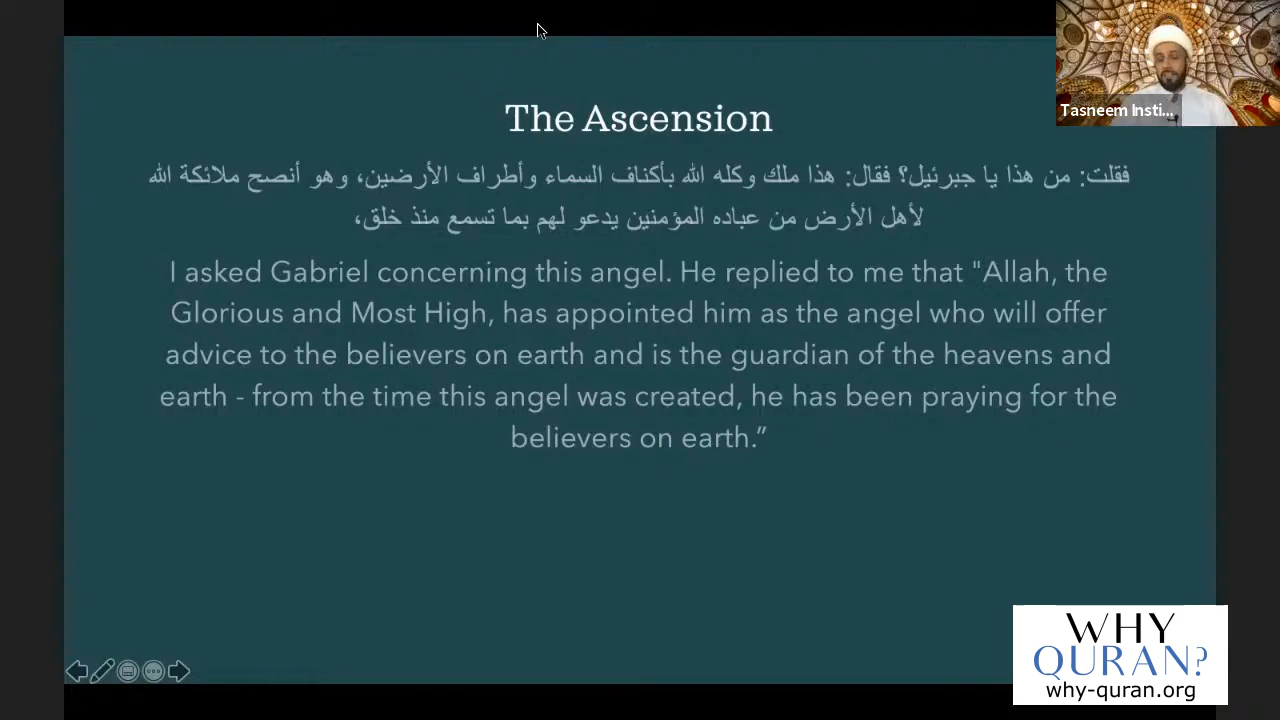 Tasneem Insti...
The Ascension
فقلت: من هذا يا جبرئيل؟ فقال: هذا ملك وكله الله بأكناف السماء وأطراف الأرضين، وهو أنصح ملائكة الله
لأهل الأرض من عباده المؤمنين يدعو لهم بما تسمع منذ خلق،
I asked Gabriel concerning this angel. He replied to me that "Allah, the
Glorious and Most High, has appointed him as the angel who will offer
advice to the believers on earth and is the guardian of the heavens and
earth - from the time this angel was created, he has been praying for the
believers on earth.”
WHY
QURAN?
why-quran.org